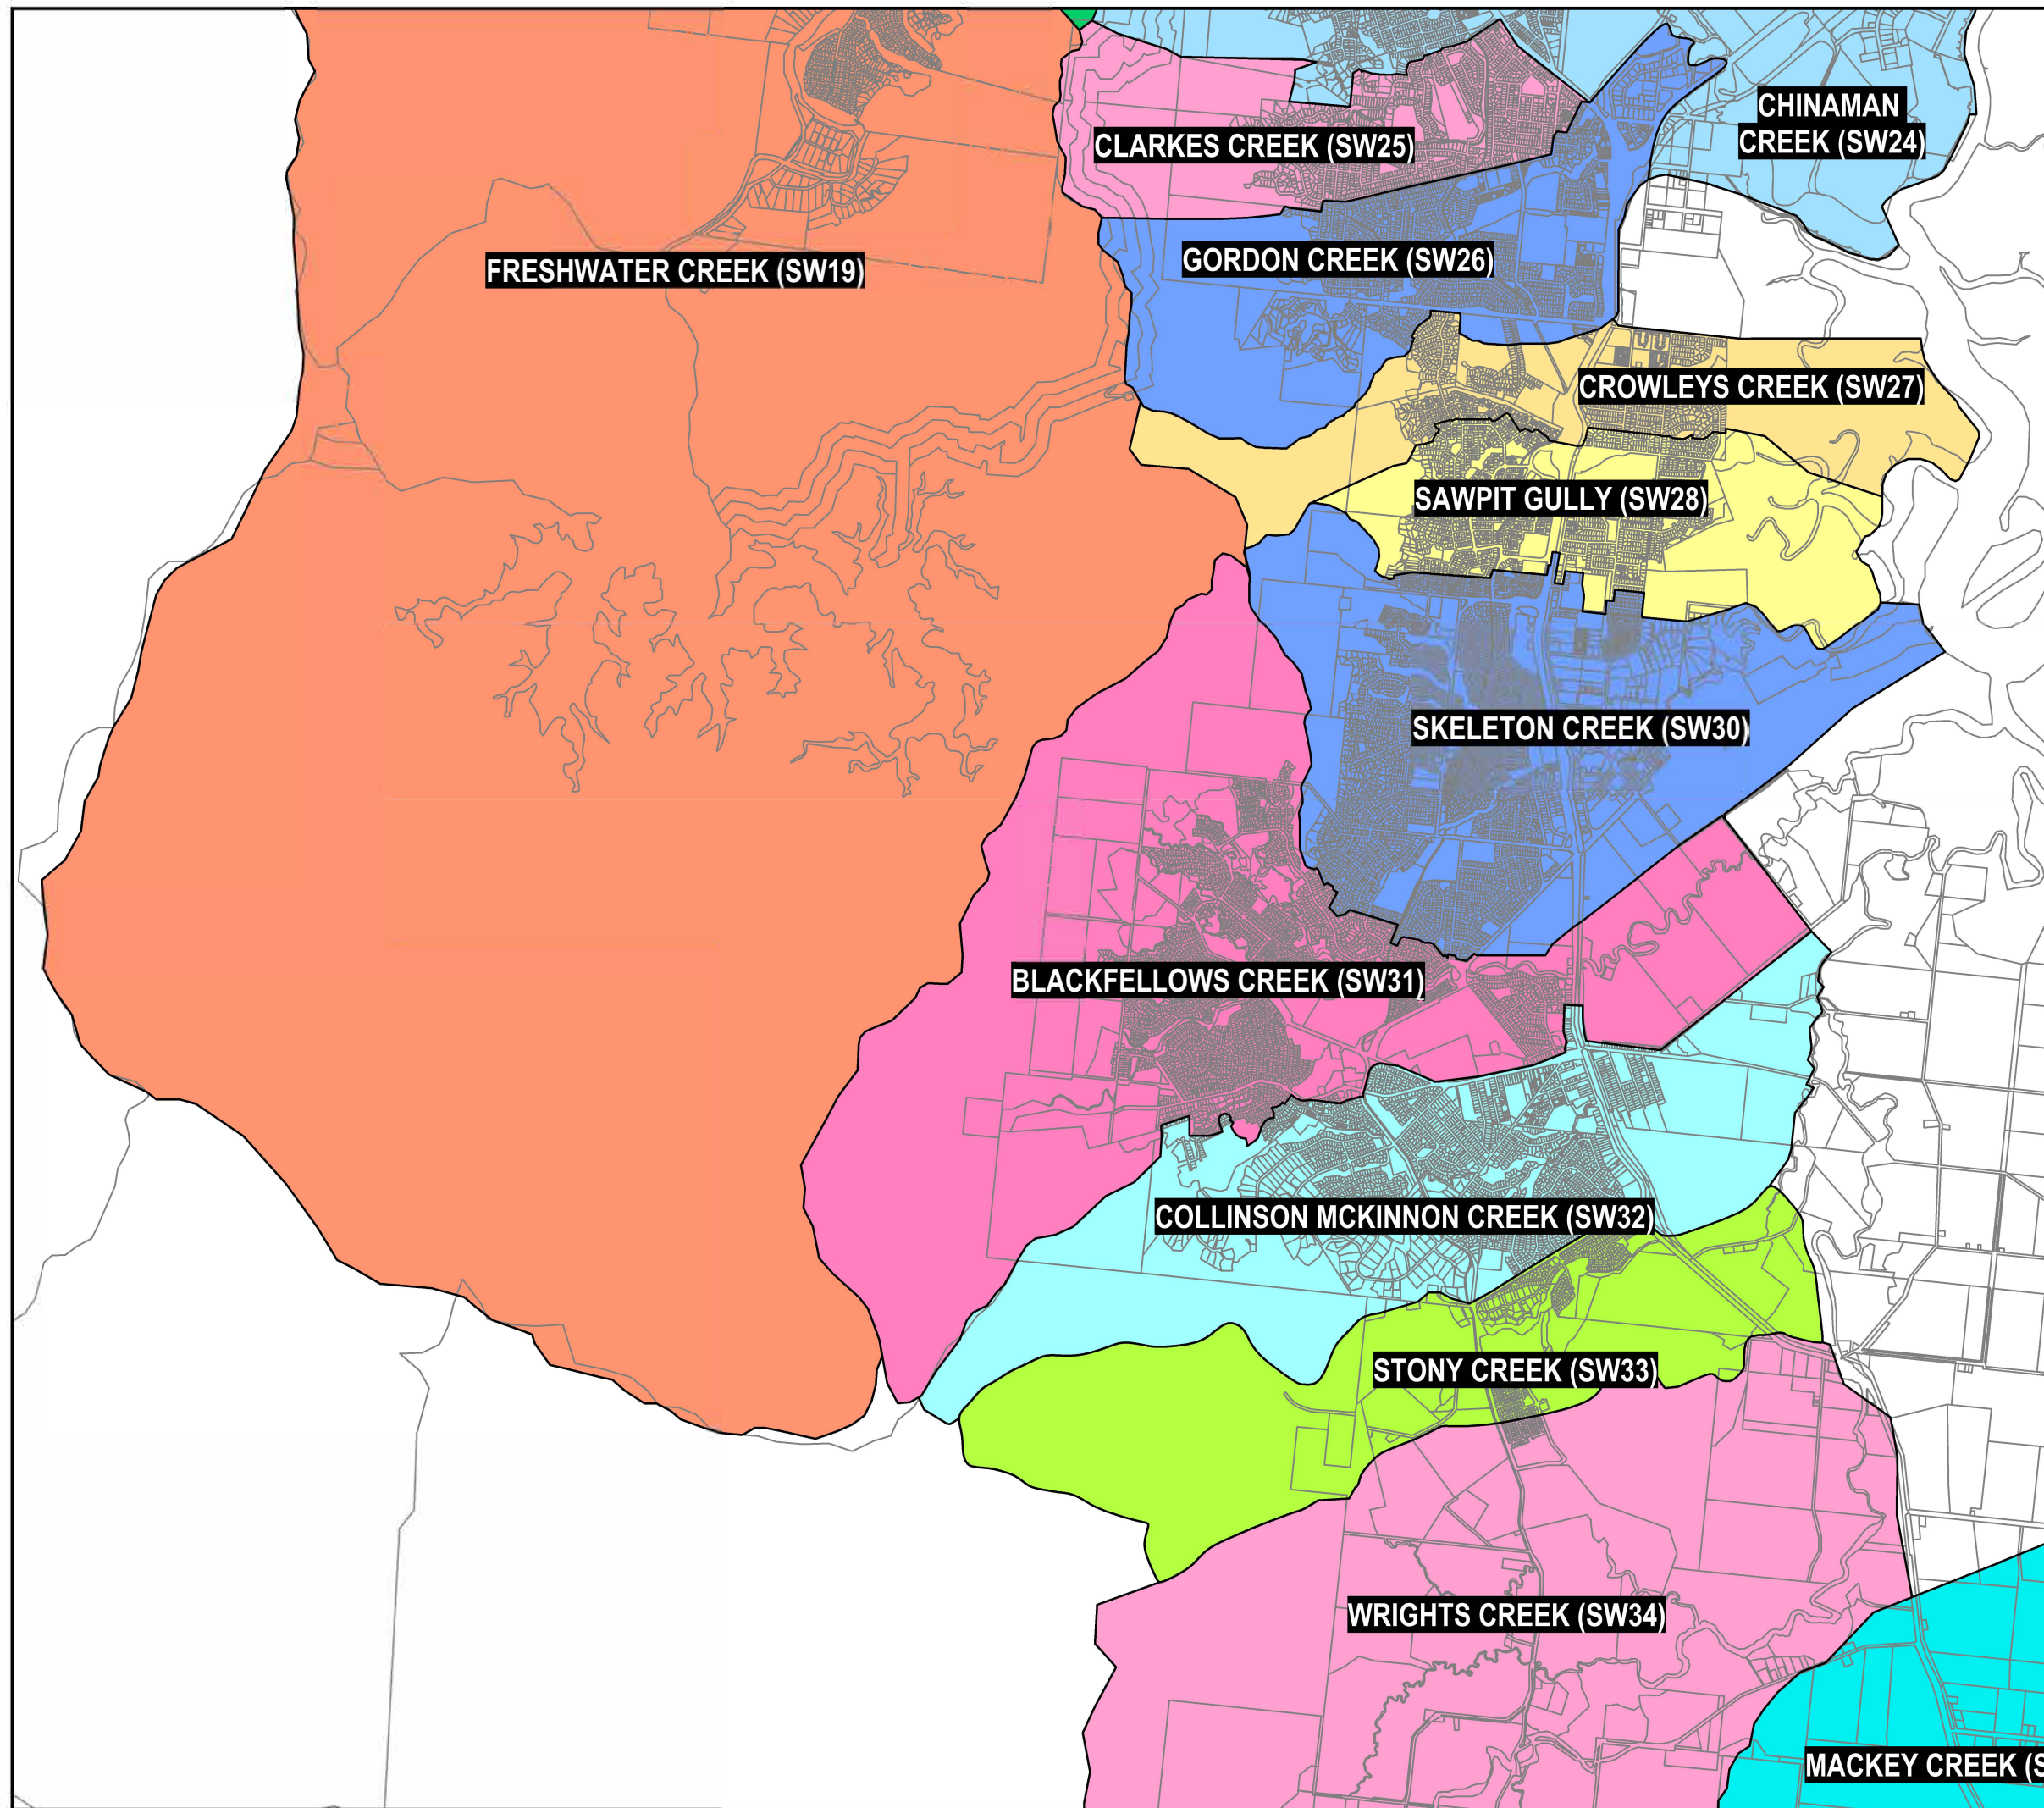 CHINAMAN
CREEK (SW24)
CLARKES CREEK (SW25)
GORDON CREEK (SW26)
FRESHWATER CREEK (SW19)
CROWLEYS CREEK (SW27)
SAWPIT GULLY (SW28)
SKELETON CREEK (SW30)
BLACKFELLOWS CREEK (SW31)
COLLINSON MCKINNON CREEK (SW32)
STONY CREEK (SW33)
WRIGHTS CREEK (SW34)
MACKEY CREEK (S